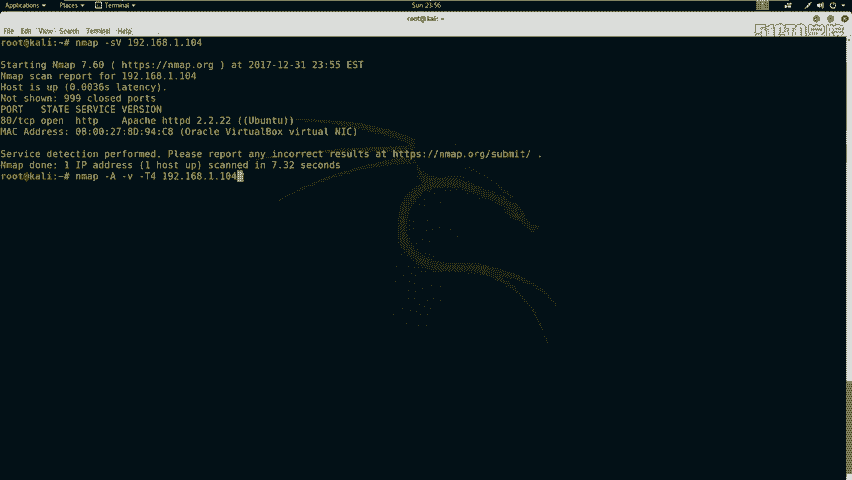 Applications Places Terminal Sun 23:56
root@kali: ~
File Edit View Search Terminal Help
root@kali:~# nmap -sV 192.168.1.104
Starting Nmap 7.60 ( https://nmap.org ) at 2017-12-31 23:55 EST
Nmap scan report for 192.168.1.104
Host is up (0.0036s latency).
Not shown: 999 closed ports
PORT STATE SERVICE VERSION
80/tcp open http Apache httpd 2.2.22 ((Ubuntu))
MAC Address: 08:00:27:8D:94:C8 (Oracle VirtualBox virtual NIC)
Service detection performed. Please report any incorrect results at https://nmap.org/submit/ .
Nmap done: 1 IP address (1 host up) scanned in 7.32 seconds
root@kali:~# nmap -A -v -T4 192.168.1.104